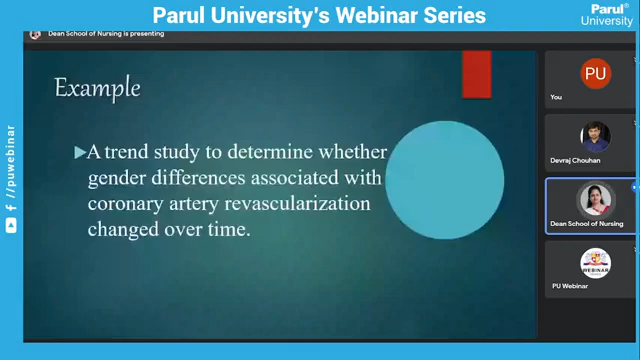 Parul University's Webinar Series
Parul®
University
Dean School of Nursing is presenting
Example
A trend study to determine whether
gender differences associated with
coronary artery revascularization
changed over time.
PU
You
Devraj Chouhan
Dean School of Nursing
WEBINAR
PU Webinar
//puwebinar